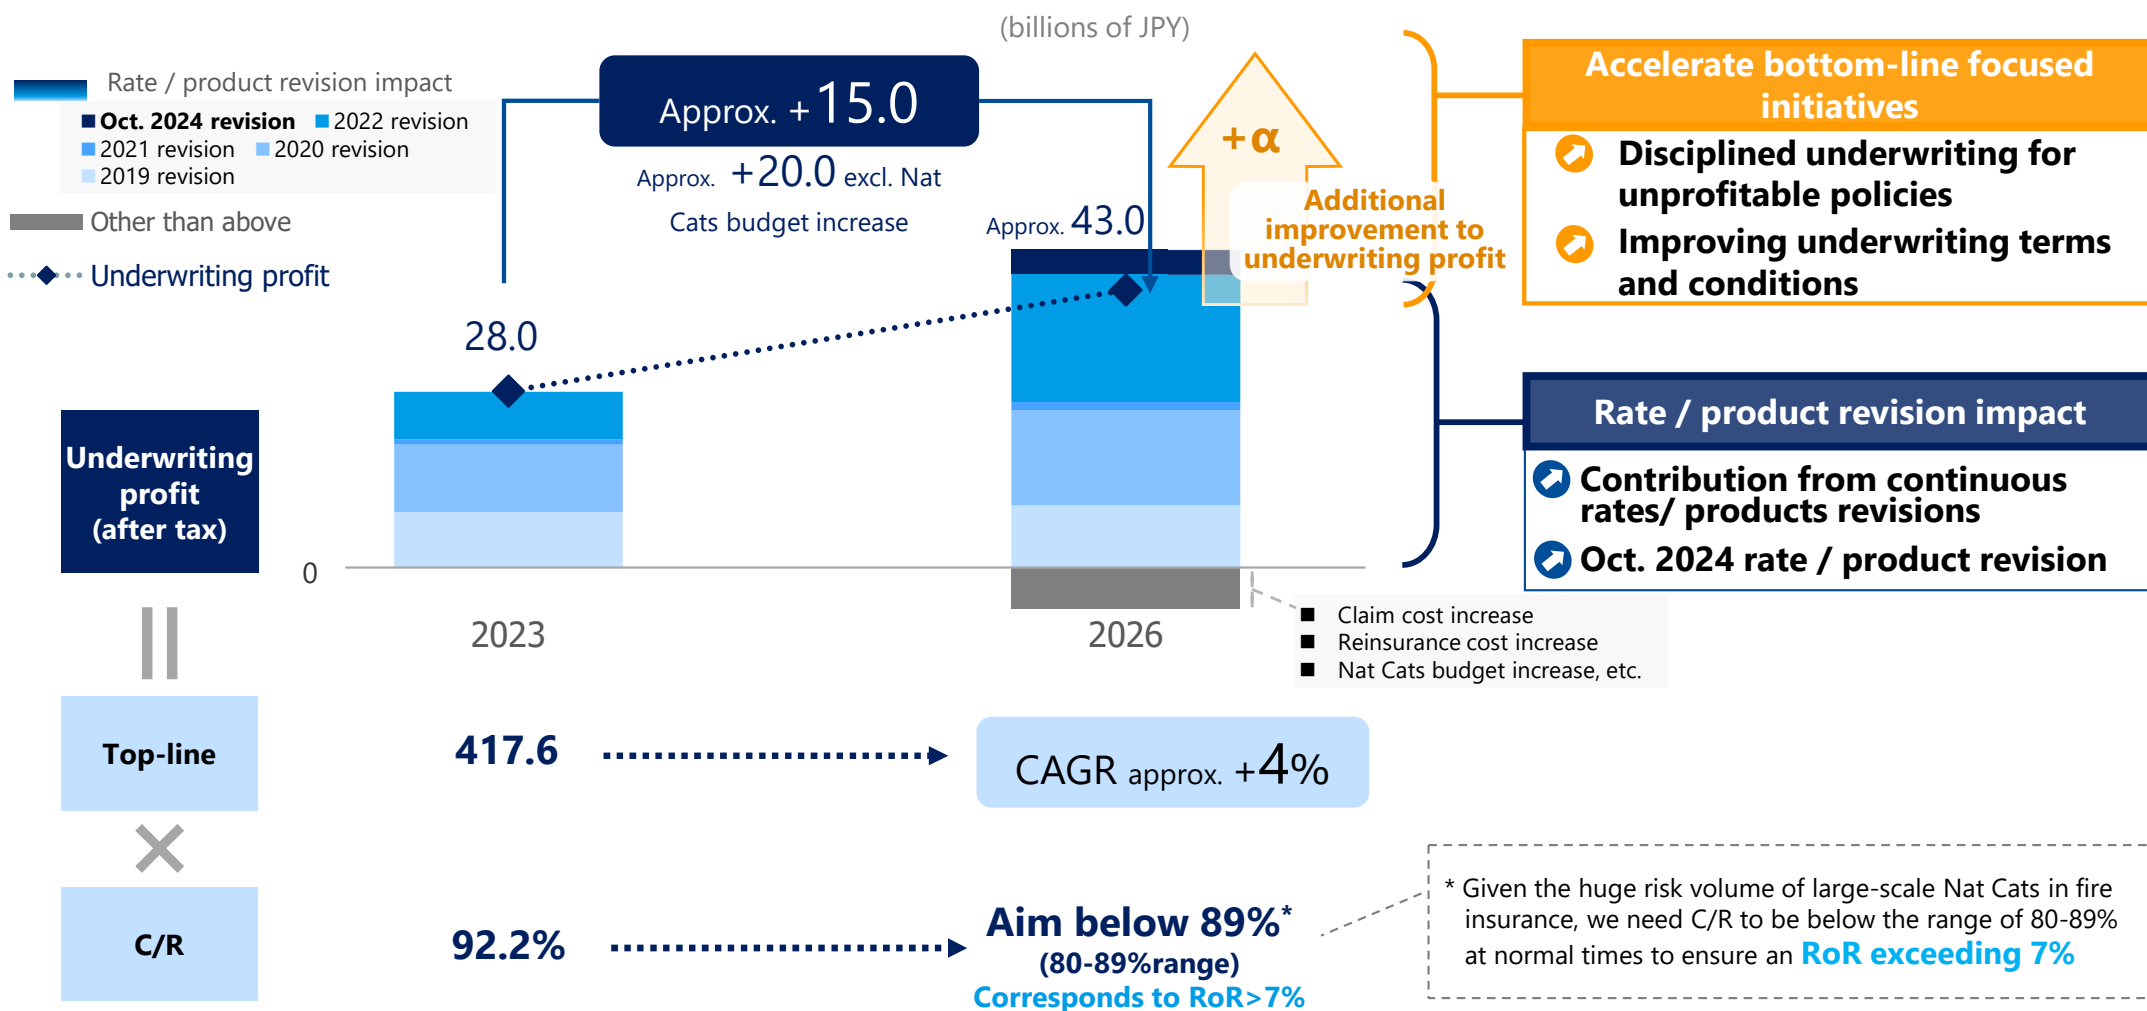 (billions of JPY)
Rate / product revision impact
Oct. 2024 revision 2022 revision
2021 revision 2020 revision
2019 revision
Other than above
Underwriting profit
Approx. +15.0
Approx. +20.0 excl. Nat
Cats budget increase
28.0
Approx. 43.0
+α
Additional
improvement to
underwriting profit
Accelerate bottom-line focused
initiatives
Disciplined underwriting for
unprofitable policies
Improving underwriting terms
and conditions
Rate / product revision impact
Contribution from continuous
rates/ products revisions
Oct. 2024 rate / product revision
Underwriting
profit
(after tax)
0
2023
2026
■ Claim cost increase
■ Reinsurance cost increase
■ Nat Cats budget increase, etc.
Top-line
417.6
CAGR approx. +4%
C/R
92.2%
Aim below 89%*
(80-89%range)
Corresponds to RoR>7%
* Given the huge risk volume of large-scale Nat Cats in fire
insurance, we need C/R to be below the range of 80-89%
at normal times to ensure an RoR exceeding 7%